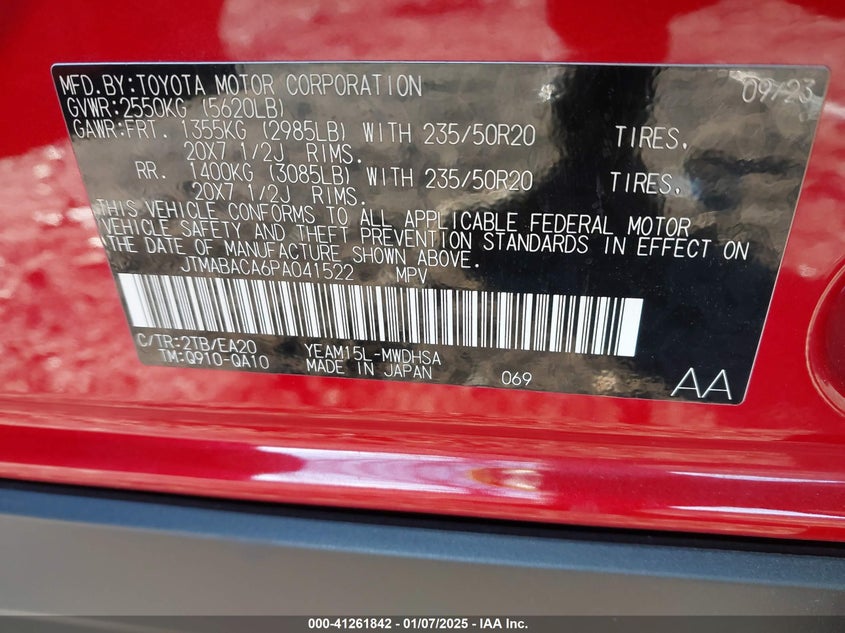 MFD.BY:TOYOTA MOTOR CORPORATION 09/23
GVWR:2550KG (5620LB)
GAWR:FRT. 1355KG (2985LB) WITH 235/50R20 TIRES,
20X7 1/2J RIMS.
RR. 1400KG (3085LB) WITH 235/50R20 TIRES,
20X7 1/2J RIMS.
THIS VEHICLE CONFORMS TO ALL APPLICABLE FEDERAL MOTOR
VEHICLE SAFETY AND THEFT PREVENTION STANDARDS IN EFFECT ON
THE DATE OF MANUFACTURE SHOWN ABOVE.
JTMABACA6PA041522 MPV
C/TR:2TB/EA20 YEAM15L-MWDHSA
TM:Q910-QA10 MADE IN JAPAN 069 AA
000-41261842 - 01/07/2025 - IAA Inc.